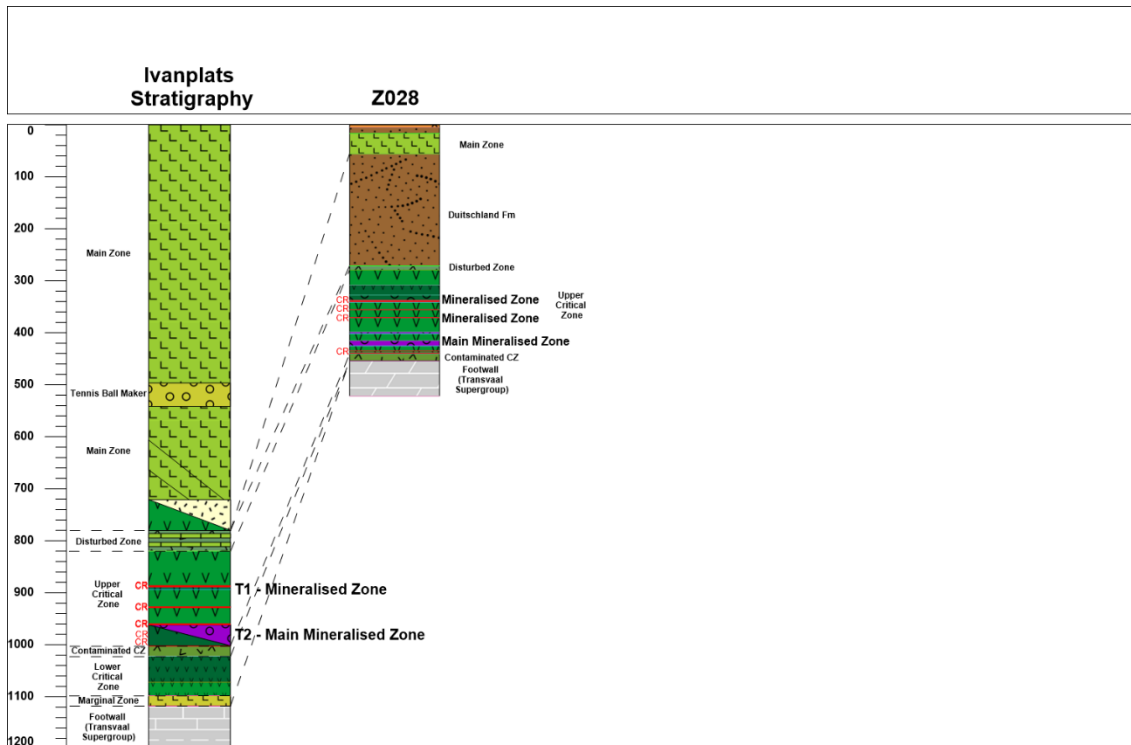 Ivanplats
Stratigraphy
Z028
0
100
200
300
400
500
600
700
800
900
1000
1100
1200
Main Zone
Tennis Ball Maker
Main Zone
Disturbed Zone
Upper
Critical
Zone
Contaminated CZ
Lower
Critical
Zone
Marginal Zone
Footwall
(Transvaal
Supergroup)
CR
CR
CR
CR
CR
T1 - Mineralised Zone
T2 - Main Mineralised Zone
Main Zone
Duitschland Fm
Disturbed Zone
CR
CR
CR
CR
Mineralised Zone
Mineralised Zone
Main Mineralised Zone
Upper
Critical
Zone
Contaminated CZ
Footwall
(Transvaal
Supergroup)